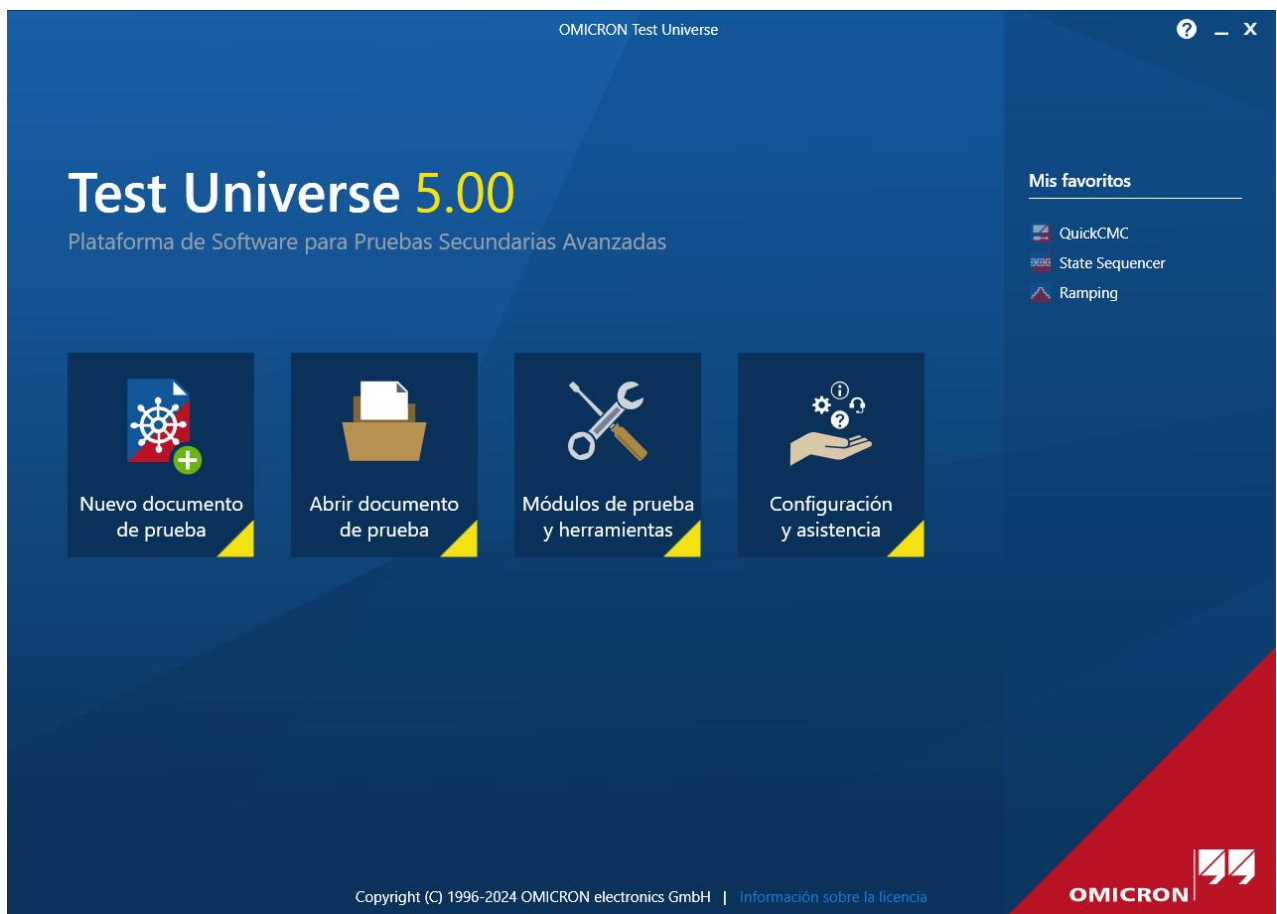 OMICRON Test Universe
Test Universe 5.00
Plataforma de Software para Pruebas Secundarias Avanzadas
Mis favoritos
QuickCMC
State Sequencer
Ramping
Nuevo documento
de prueba
Abrir documento
de prueba
Módulos de prueba
y herramientas
Configuración
y asistencia
Copyright (C) 1996-2024 OMICRON electronics GmbH | Información sobre la licencia
OMICRON